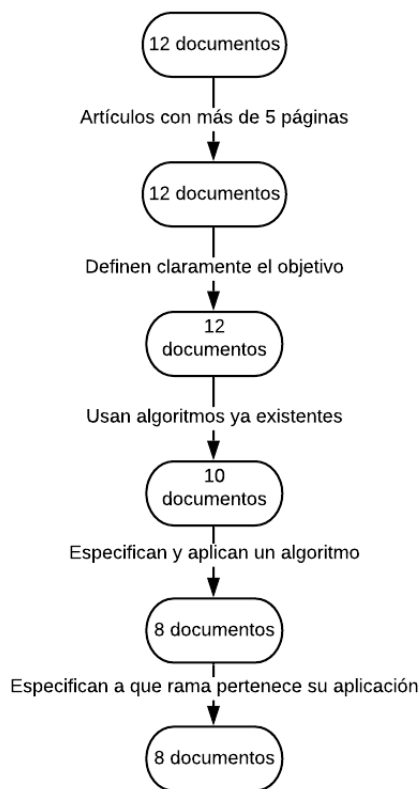 12 documentos
Artículos con más de 5 páginas
12 documentos
Definen claramente el objetivo
12
documentos
Usan algoritmos ya existentes
10
documentos
Especifican y aplican un algoritmo
8 documentos
Especifican a que rama pertenece su aplicación
8 documentos